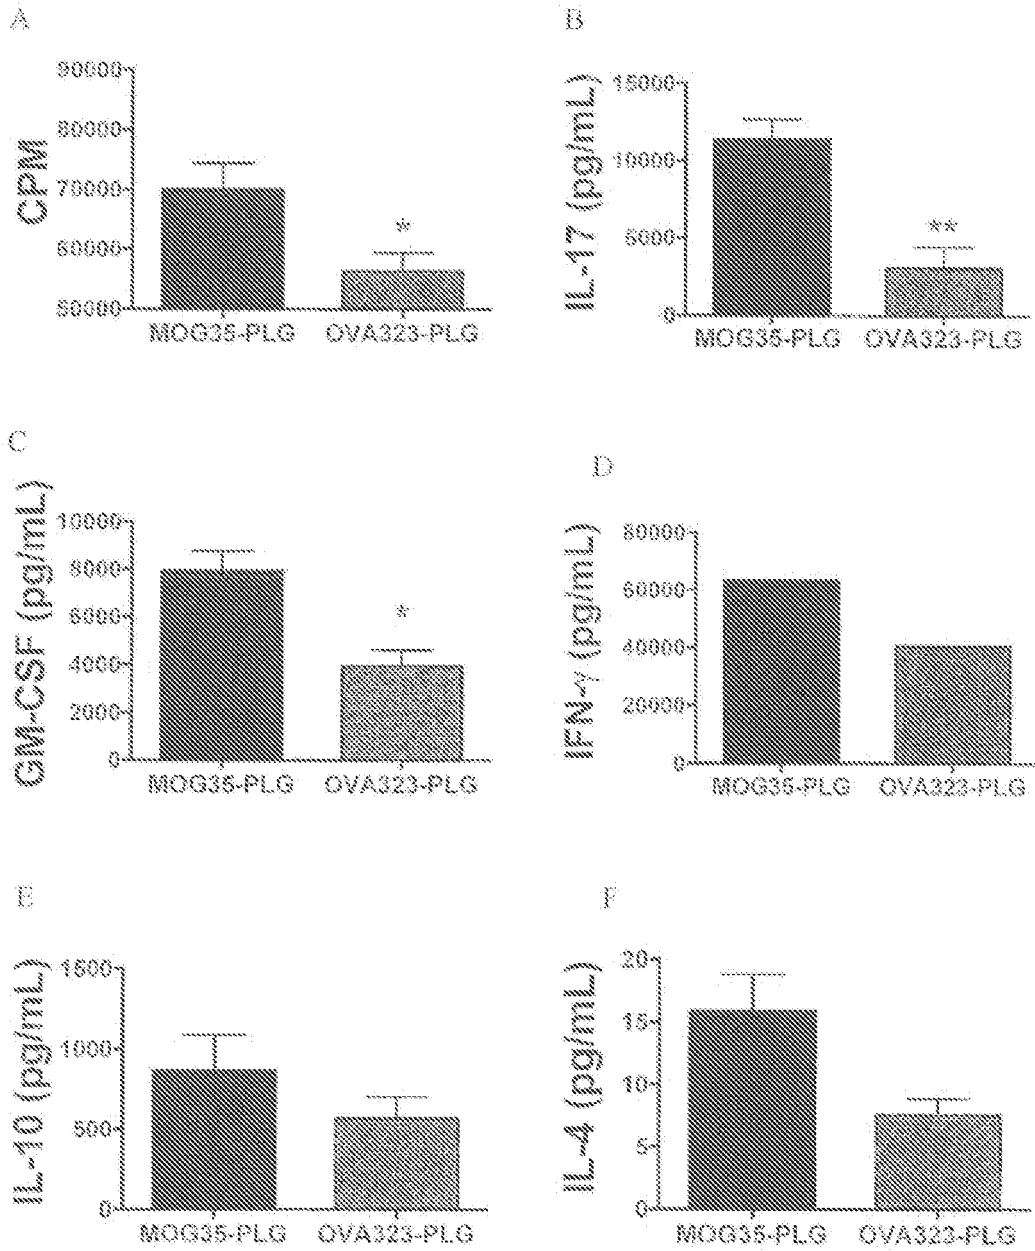 A
CPM
90000
80000
70000
60000
50000
*
MOG35-PLG OVA323-PLG
B
IL-17 (pg/mL)
15000
10000
5000
0
**
MOG35-PLG OVA323-PLG
C
GM-CSF (pg/mL)
10000
8000
6000
4000
2000
0
*
MOG35-PLG OVA323-PLG
D
IFN-γ (pg/mL)
80000
60000
40000
20000
0
MOG35-PLG OVA323-PLG
E
IL-10 (pg/mL)
1500
1000
500
0
MOG35-PLG OVA323-PLG
F
IL-4 (pg/mL)
20
15
10
5
0
MOG35-PLG OVA323-PLG